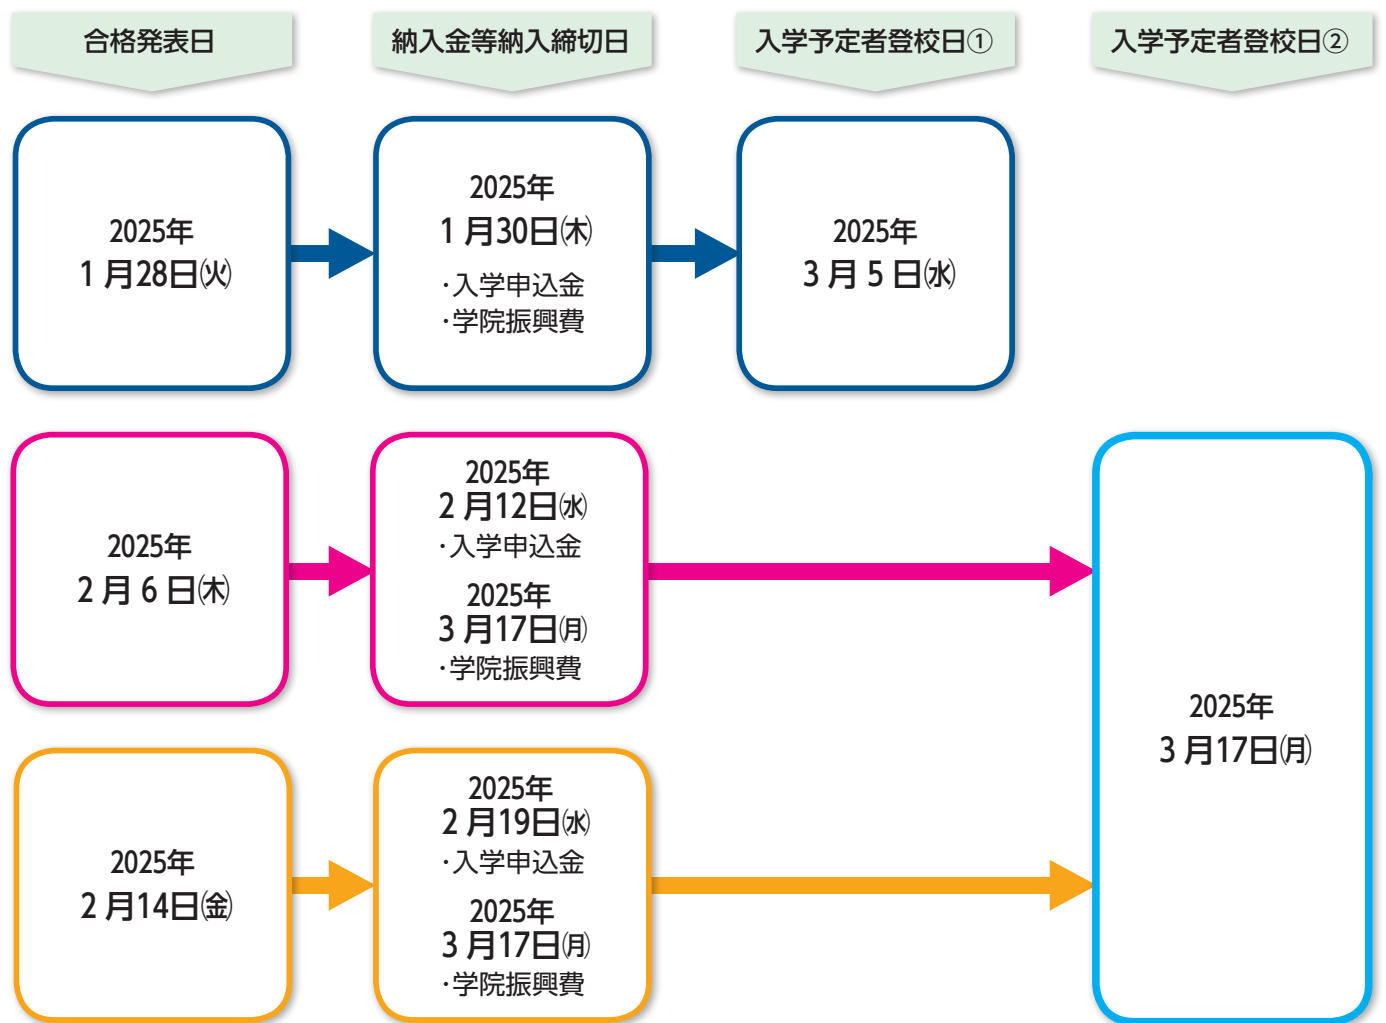 合格発表日
納入金等納入締切日
入学予定者登校日①
入学予定者登校日②
2025年
1月28日㈫
2025年
1月30日㈭
・入学申込金
・学院振興費
2025年
3月5日㈬
2025年
2月6日㈭
2025年
2月12日㈬
・入学申込金
2025年
3月17日㈪
・学院振興費
2025年
3月17日㈪
2025年
2月14日㈮
2025年
2月19日㈬
・入学申込金
2025年
3月17日㈪
・学院振興費